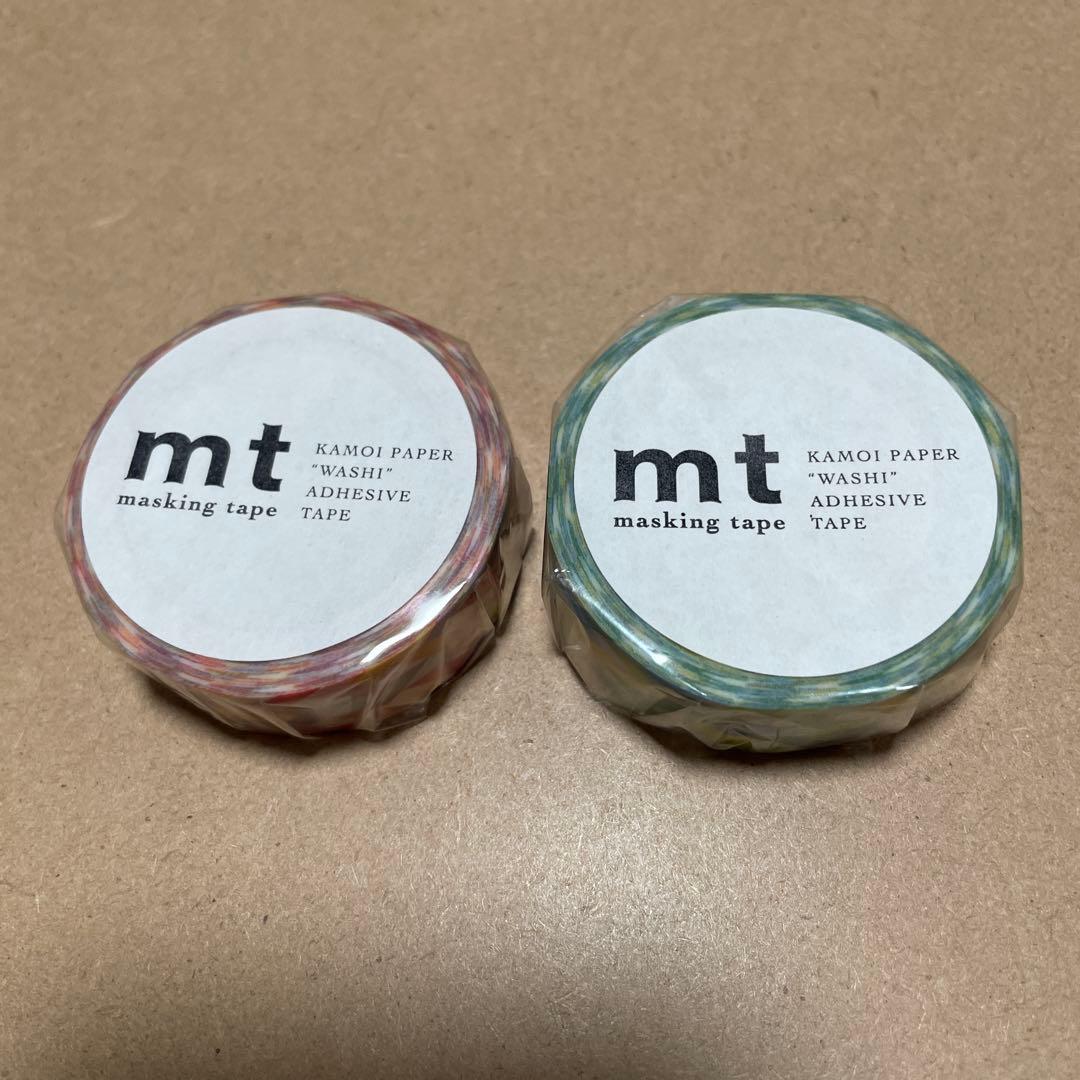 mt
masking tape
KAMOI PAPER
"WASHI"
ADHESIVE
TAPE
mt
masking tape
KAMOI PAPER
"WASHI"
ADHESIVE
TAPE